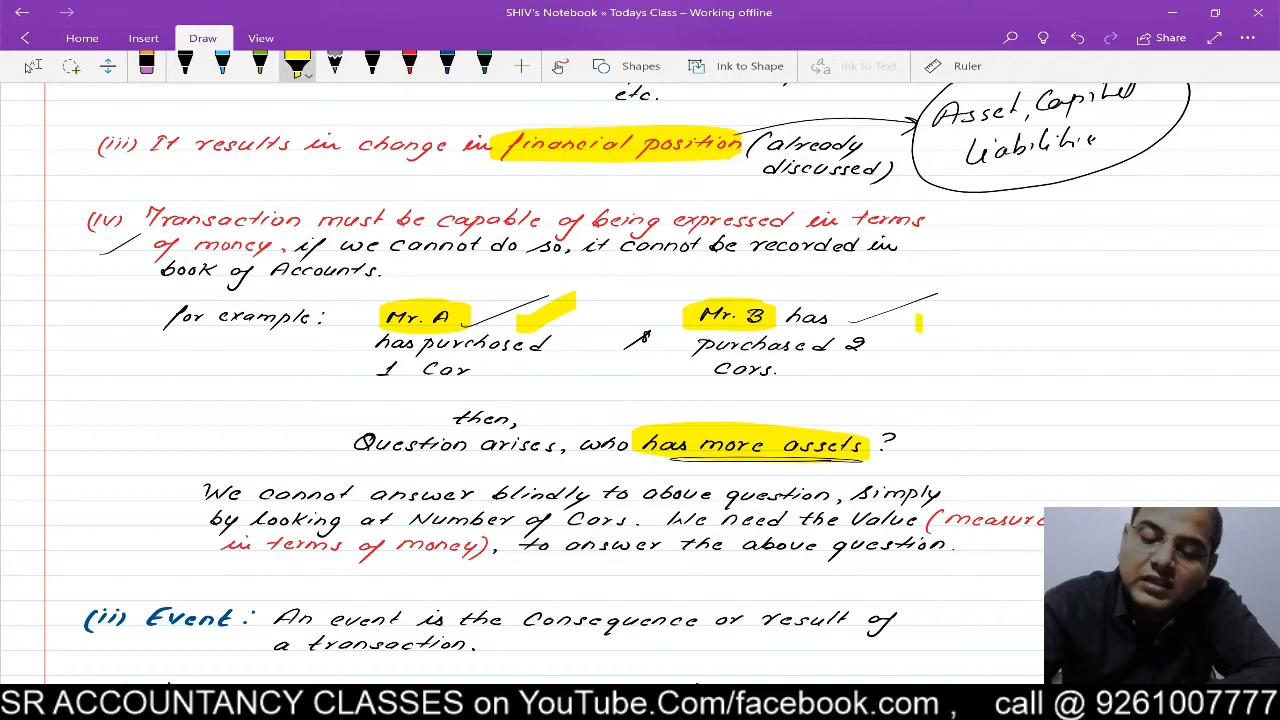 SHIV's Notebook » Todays Class – Working offline
Home Insert Draw View Share
Shapes Ink to Shape Ink to Text Ruler
etc.
Asset, Capital
Liabilitie
(iii) It results in change in financial position (already
discussed)
(iv) Transaction must be capable of being expressed in terms
of money, if we cannot do so, it cannot be recorded in
book of Accounts.
for example: Mr. A Mr. B has
has purchased purchased 2
1 Car Cars.
then,
Question arises, who has more assets ?
We cannot answer blindly to above question, Simply
by looking at Number of Cars. We need the Value (measure
in terms of money), to answer the above question.
(ii) Event: An event is the Consequence or result of
a transaction.
SR ACCOUNTANCY CLASSES on YouTube.Com/facebook.com , call @ 9261007777